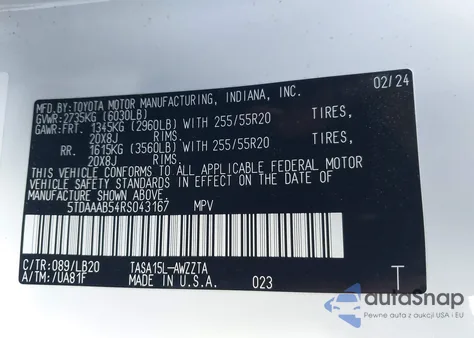 MFD.BY:TOYOTA MOTOR MANUFACTURING, INDIANA, INC. 02/24
GVWR:2735KG (6030LB)
GAWR:FRT. 1345KG (2960LB) WITH 255/55R20 TIRES,
20X8J RIMS.
RR. 1615KG (3560LB) WITH 255/55R20 TIRES,
20X8J RIMS.
THIS VEHICLE CONFORMS TO ALL APPLICABLE FEDERAL MOTOR
VEHICLE SAFETY STANDARDS IN EFFECT ON THE DATE OF
MANUFACTURE SHOWN ABOVE.
5TDAAAB54RS043167 MPV
C/TR:089/LB20 TASA15L-AWZZTA
A/TM:/UA81F MADE IN U.S.A. 023 T
autoSnap
Pewne auta z aukcji USA i EU